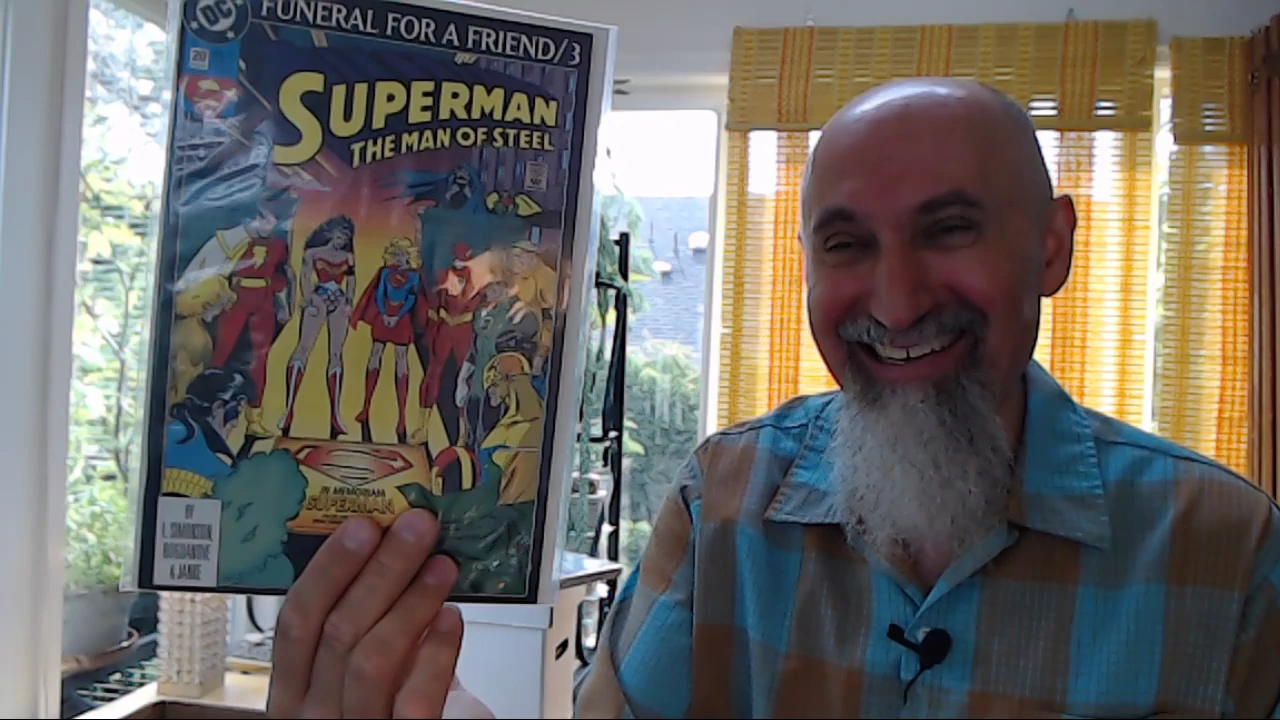 DC
FUNERAL FOR A FRIEND/3
20
SUPERMAN
THE MAN OF STEEL
IN MEMORIAM
SUPERMAN
BY
L. SIMONSON,
BOGDANOVE
& JANKE